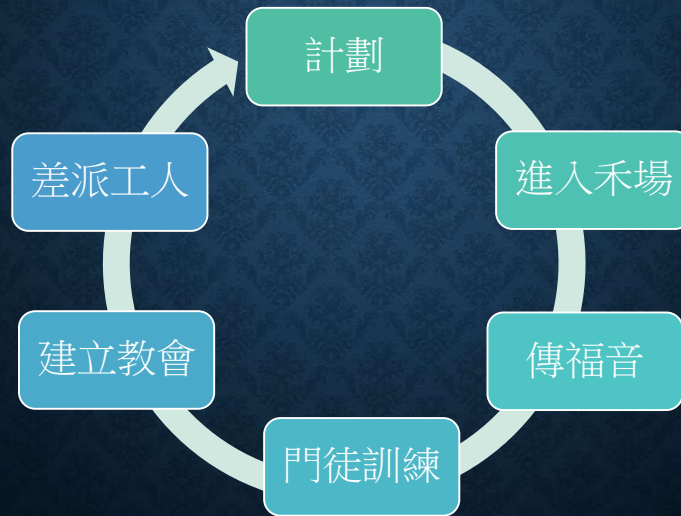 計劃
進入禾場
傳福音
門徒訓練
建立教會
差派工人